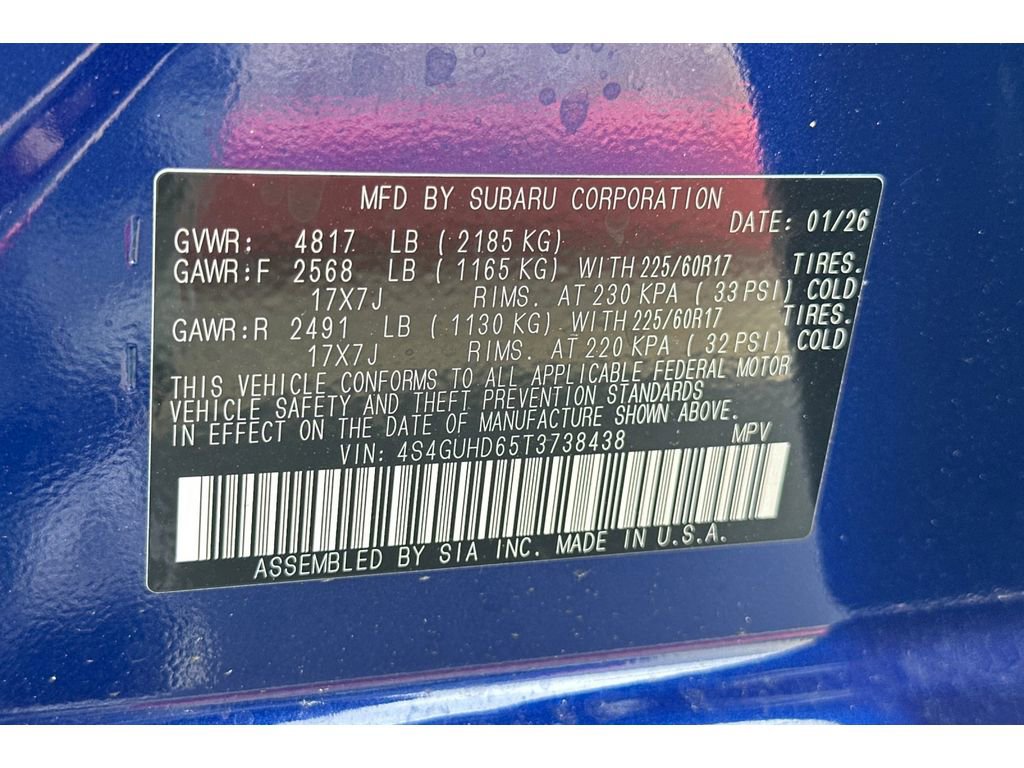 MFD BY SUBARU CORPORATION
DATE: 01/26
GVWR: 4817 LB ( 2185 KG)
GAWR:F 2568 LB ( 1165 KG) WITH 225/60R17 TIRES.
17X7J RIMS. AT 230 KPA ( 33 PSI) COLD.
GAWR:R 2491 LB ( 1130 KG) WITH 225/60R17 TIRES.
17X7J RIMS. AT 220 KPA ( 32 PSI) COLD
THIS VEHICLE CONFORMS TO ALL APPLICABLE FEDERAL MOTOR
VEHICLE SAFETY AND THEFT PREVENTION STANDARDS
IN EFFECT ON THE DATE OF MANUFACTURE SHOWN ABOVE.
VIN: 4S4GUHD65T3738438 MPV
ASSEMBLED BY SIA INC. MADE IN U.S.A.